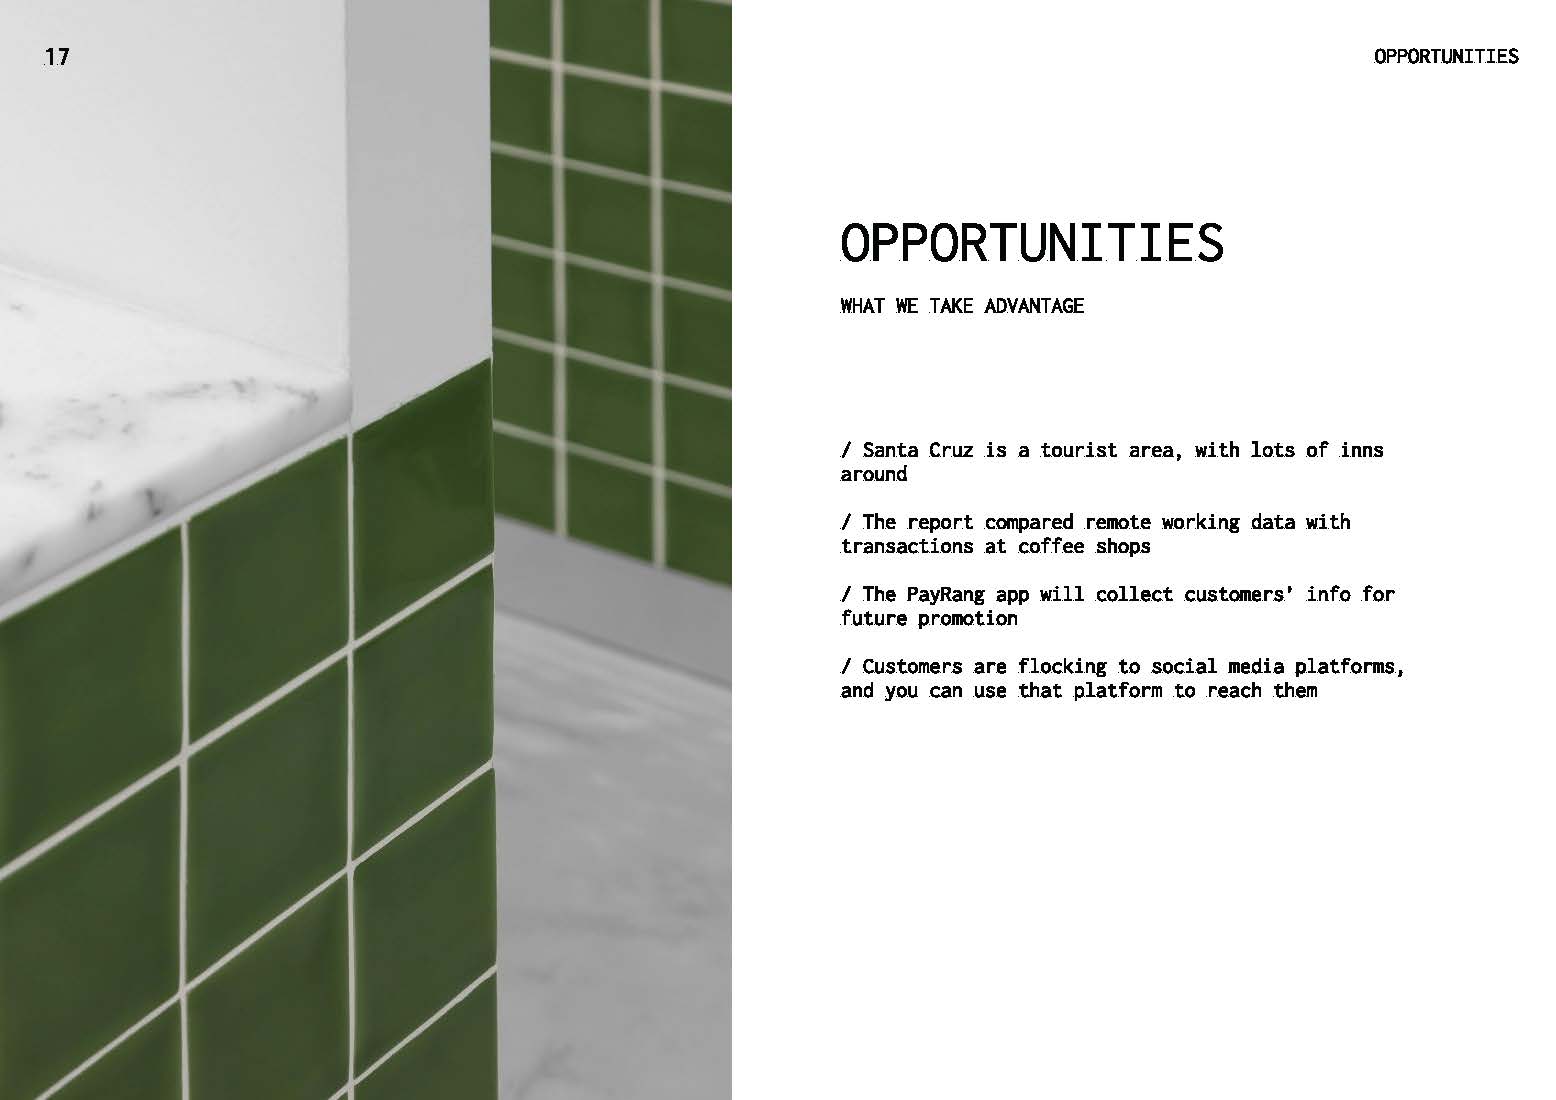 17
OPPORTUNITIES
OPPORTUNITIES
WHAT WE TAKE ADVANTAGE
/ Santa Cruz is a tourist area, with lots of inns
around
/ The report compared remote working data with
transactions at coffee shops
/ The PayRang app will collect customers' info for
future promotion
/ Customers are flocking to social media platforms,
and you can use that platform to reach them